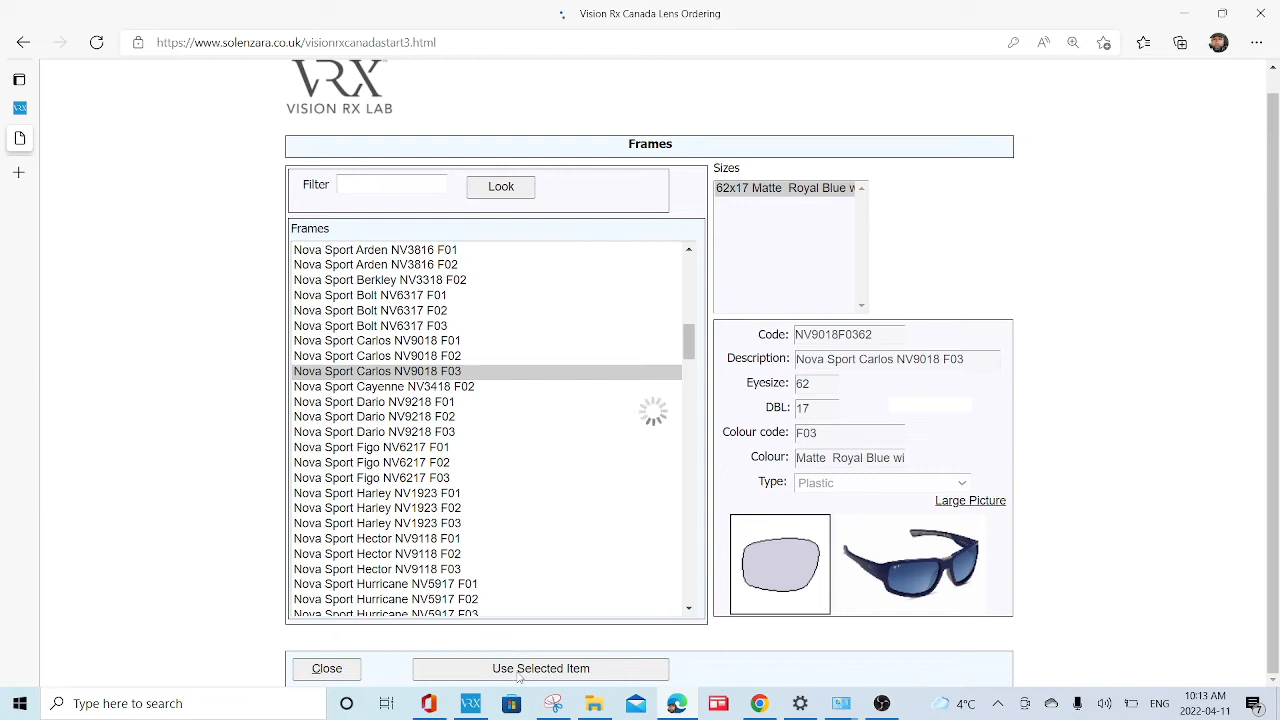 Vision Rx Canada Lens Ordering
https://www.solenzara.co.uk/visionrxcanadastart3.html
VRX
VISION RX LAB
Frames
Filter
Look
Frames
Nova Sport Arden NV3816 F01
Nova Sport Arden NV3816 F02
Nova Sport Berkley NV3318 F02
Nova Sport Bolt NV6317 F01
Nova Sport Bolt NV6317 F02
Nova Sport Bolt NV6317 F03
Nova Sport Carlos NV9018 F01
Nova Sport Carlos NV9018 F02
Nova Sport Carlos NV9018 F03
Nova Sport Cayenne NV3418 F02
Nova Sport Dario NV9218 F01
Nova Sport Dario NV9218 F02
Nova Sport Dario NV9218 F03
Nova Sport Figo NV6217 F01
Nova Sport Figo NV6217 F02
Nova Sport Figo NV6217 F03
Nova Sport Harley NV1923 F01
Nova Sport Harley NV1923 F02
Nova Sport Harley NV1923 F03
Nova Sport Hector NV9118 F01
Nova Sport Hector NV9118 F02
Nova Sport Hector NV9118 F03
Nova Sport Hurricane NV5917 F01
Nova Sport Hurricane NV5917 F02
Nova Sport Hurricane NV5917 F03
Sizes
62x17 Matte Royal Blue w
Code: NV9018F0362
Description: Nova Sport Carlos NV9018 F03
Eyesize: 62
DBL: 17
Colour code: F03
Colour: Matte Royal Blue wi
Type: Plastic
Large Picture
Close
Use Selected Item
VRX
Type here to search
VRX
4°C
ENG
10:13 AM
2022-04-11
7